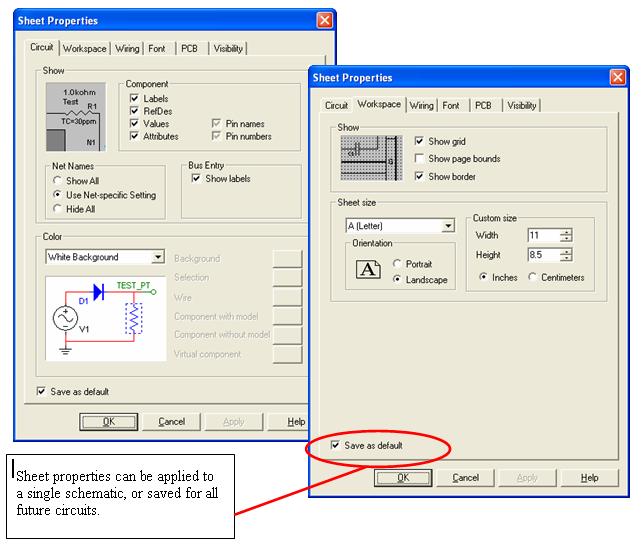 Sheet Properties
Circuit Workspace Wiring Font PCB Visibility
Show
1.0kohm
Test R1
TC=30ppm
N1
Component
Labels
RefDes
Values
Attributes
Pin names
Pin numbers
Net Names
Show All
Use Net-specific Setting
Hide All
Bus Entry
Show labels
Color
White Background
TEST_PT
D1
V1
Background
Selection
Wire
Component with model
Component without model
Virtual component
Save as default
OK Cancel Apply Help
Sheet Properties
Circuit Workspace Wiring Font PCB Visibility
Show
Show grid
Show page bounds
Show border
Sheet size
A (Letter)
Orientation
A
Portrait
Landscape
Custom size
Width 11
Height 8.5
Inches Centimeters
Save as default
OK Cancel Apply Help
Sheet properties can be applied to
a single schematic, or saved for all
future circuits.